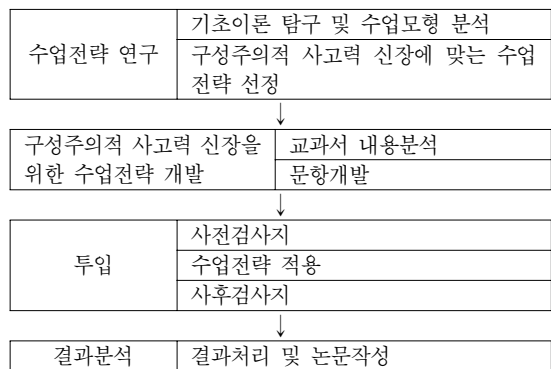 수업전략 연구
기초이론 탐구 및 수업모형 분석
구성주의적 사고력 신장에 맞는 수업
전략 선정
↓
구성주의적 사고력 신장을
위한 수업전략 개발
교과서 내용분석
문항개발
↓
투입
사전검사지
수업전략 적용
사후검사지
↓
결과분석
결과처리 및 논문작성